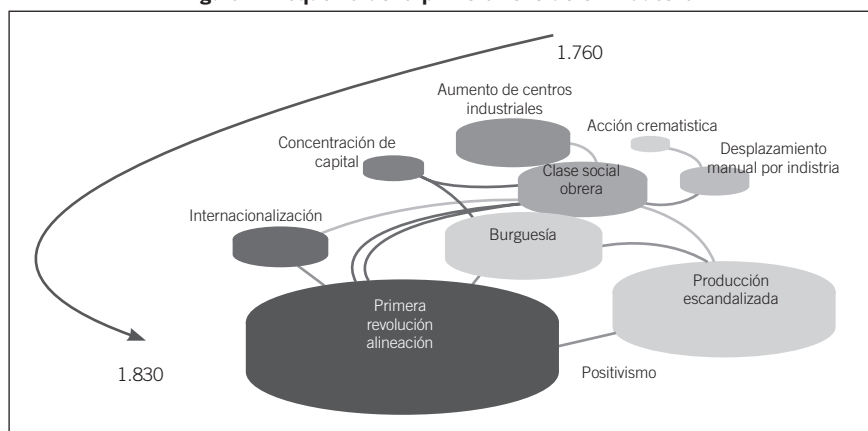 1.760
Aumento de centros
industriales
Acción crematistica
Concentración de
capital
Desplazamiento
manual por indistria
Clase social
obrera
Internacionalización
Burguesía
Producción
escandalizada
Primera
revolución
alineación
Positivismo
1.830